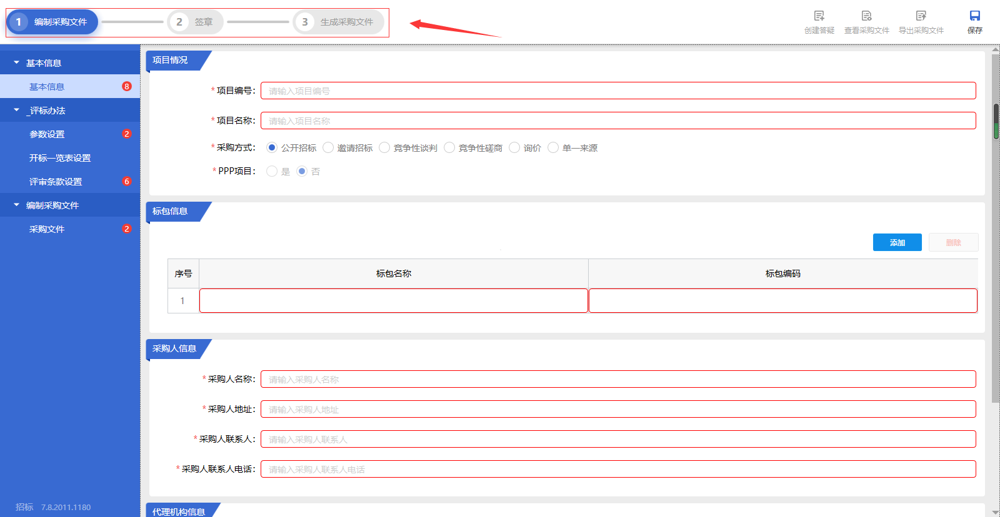 1 编制采购文件 2 签章 3 生成采购文件
创建答疑 查看采购文件 导出采购文件 保存
基本信息
基本信息 8
_评标办法
参数设置 2
开标一览表设置
评审条款设置 6
编制采购文件
采购文件 2
招标 7.8.2011.1180
项目情况
*项目编号： 请输入项目编号
*项目名称： 请输入项目名称
*采购方式： 公开招标 邀请招标 竞争性谈判 竞争性磋商 询价 单一来源
*PPP项目： 是 否
标包信息
添加 删除
序号 标包名称 标包编码
1
采购人信息
*采购人名称： 请输入采购人名称
*采购人地址： 请输入采购人地址
*采购人联系人： 请输入采购人联系人
*采购人联系人电话： 请输入采购人联系人电话
代理机构信息